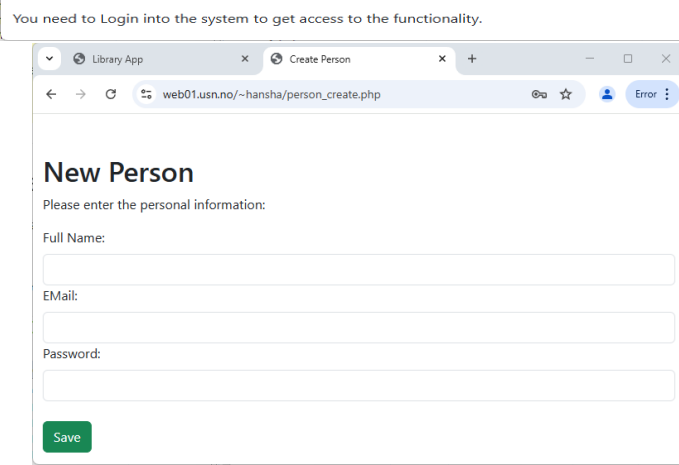 You need to Login into the system to get access to the functionality.
Library App
Create Person
web01.usn.no/~hansha/person_create.php
Error
New Person
Please enter the personal information:
Full Name:
EMail:
Password:
Save